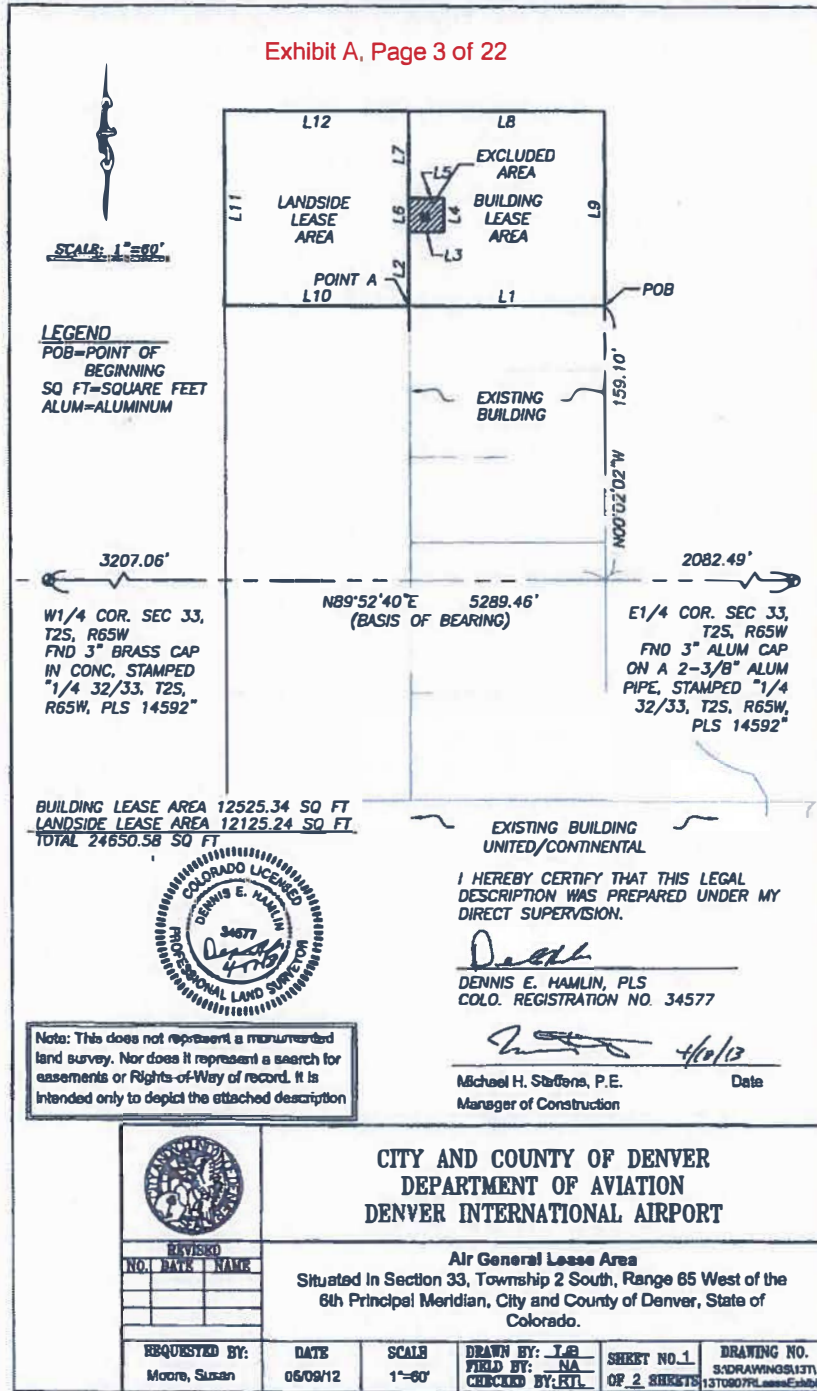 Exhibit A, Page 3 of 22
L12
L8
L7
EXCLUDED
AREA
L5
L11
LANDSIDE
LEASE
AREA
L6
L4
BUILDING
LEASE
AREA
L9
L3
SCALE: 1"=60'
POINT A
L2
L10
L1
POB
LEGEND
POB=POINT OF
BEGINNING
SQ FT=SQUARE FEET
ALUM=ALUMINUM
EXISTING
BUILDING
159.10'
N00°02'02"W
3207.06'
2082.49'
N89°52'40"E 5289.46'
(BASIS OF BEARING)
W1/4 COR. SEC 33,
T2S, R65W
FND 3" BRASS CAP
IN CONC, STAMPED
"1/4 32/33, T2S,
R65W, PLS 14592"
E1/4 COR. SEC 33,
T2S, R65W
FND 3" ALUM CAP
ON A 2-3/8" ALUM
PIPE, STAMPED "1/4
32/33, T2S, R65W,
PLS 14592"
BUILDING LEASE AREA 12525.34 SQ FT
LANDSIDE LEASE AREA 12125.24 SQ FT
TOTAL 24650.58 SQ FT
EXISTING BUILDING
UNITED/CONTINENTAL
COLORADO LICENSED
DENNIS E. HAMLIN
34577
PROFESSIONAL LAND SURVEYOR
I HEREBY CERTIFY THAT THIS LEGAL
DESCRIPTION WAS PREPARED UNDER MY
DIRECT SUPERVISION.
DENNIS E. HAMLIN, PLS
COLO. REGISTRATION NO. 34577
Note: This does not represent a monumented
land survey. Nor does it represent a search for
easements or Rights-of-Way of record. It is
intended only to depict the attached description
4/18/13
Michael H. Steffens, P.E. Date
Manager of Construction
CITY AND COUNTY OF DENVER
DEPARTMENT OF AVIATION
DENVER INTERNATIONAL AIRPORT
REVISED
NO. DATE NAME
Air General Lease Area
Situated in Section 33, Township 2 South, Range 65 West of the
6th Principal Meridian, City and County of Denver, State of
Colorado.
REQUESTED BY:
Moore, Susan
DATE
06/09/12
SCALE
1"=60'
DRAWN BY: TJB
FIELD BY: NA
CHECKED BY: RTL
SHEET NO. 1
OF 2 SHEETS
DRAWING NO.
S:\DRAWINGS\13T\